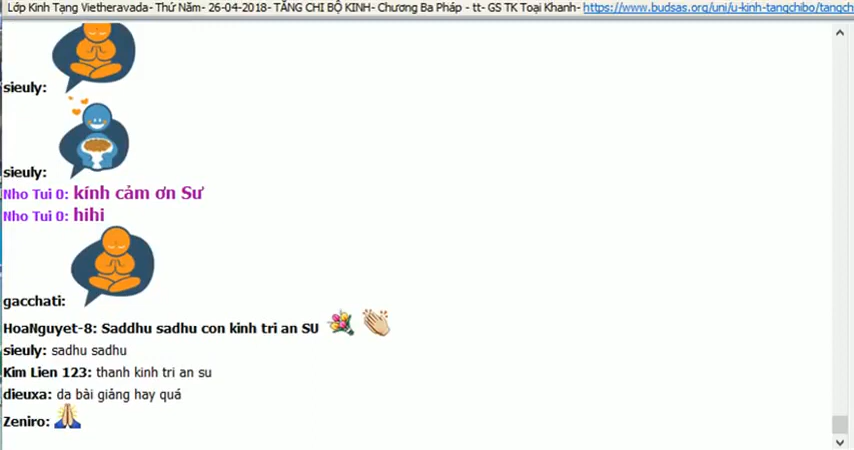 Lớp Kinh Tạng Vietheravada- Thứ Năm- 26-04-2018- TĂNG CHI BỘ KINH- Chương Ba Pháp - tt- GS TK Toại Khanh- https://www.budsas.org/uni/u-kinh-tangchibo/tangch
sieuly:
sieuly:
Nho Tui 0: kính cảm ơn Sư
Nho Tui 0: hihi
gacchati:
HoaNguyet-8: Saddhu sadhu con kinh tri an SU
sieuly: sadhu sadhu
Kim Lien 123: thanh kinh tri an su
dieuxa: dạ bài giảng hay quá
Zeniro: